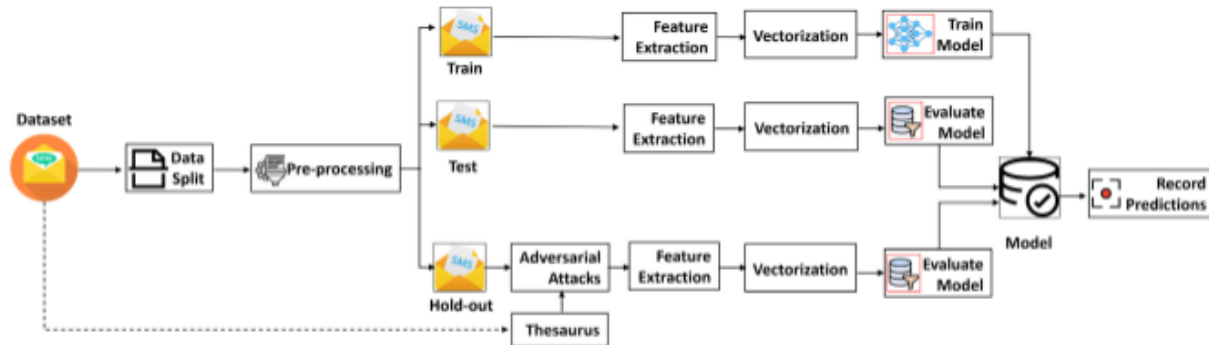 Dataset
Data
Split
Pre-processing
SMS
Train
Feature
Extraction
Vectorization
Train
Model
SMS
Test
Feature
Extraction
Vectorization
Evaluate
Model
SMS
Hold-out
Adversarial
Attacks
Thesaurus
Feature
Extraction
Vectorization
Evaluate
Model
Model
Record
Predictions